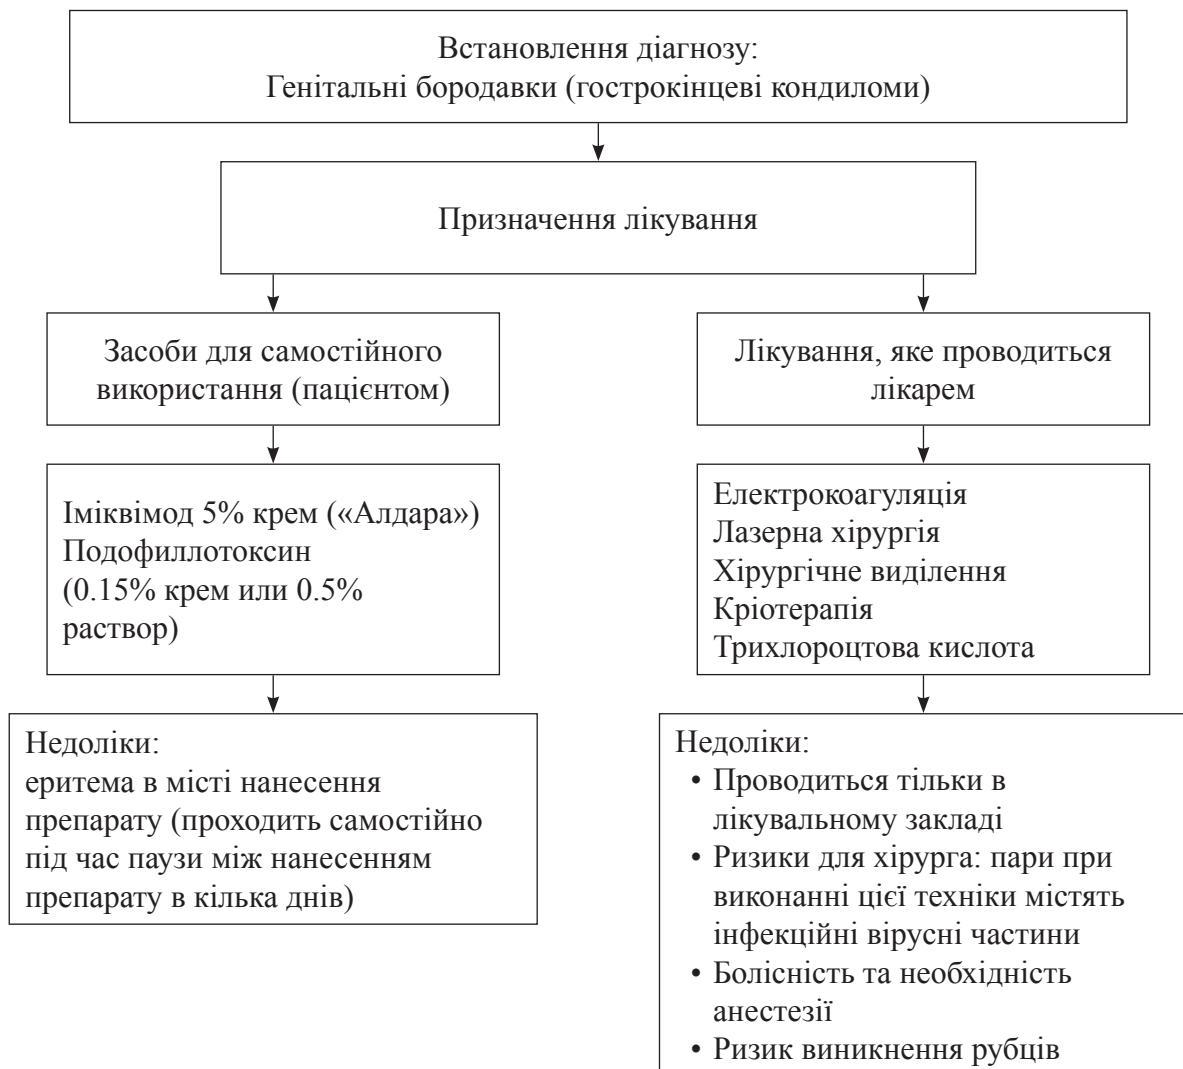 Встановлення діагнозу:
Генітальні бородавки (гострокінцеві кондиломи)
Призначення лікування
Засоби для самостійного
використання (пацієнтом)
Іміквімод 5% крем («Алдара»)
Подофиллотоксин
(0.15% крем или 0.5%
раствор)
Недоліки:
еритема в місті нанесення
препарату (проходить самостійно
під час паузи між нанесенням
препарату в кілька днів)
Лікування, яке проводиться
лікарем
Електрокоагуляція
Лазерна хірургія
Хірургічне виділення
Кріотерапія
Трихлороцтова кислота
Недоліки:
• Проводиться тільки в
лікувальному закладі
• Ризики для хірурга: пари при
виконанні цієї техніки містять
інфекційні вірусні частини
• Болісність та необхідність
анестезії
• Ризик виникнення рубців